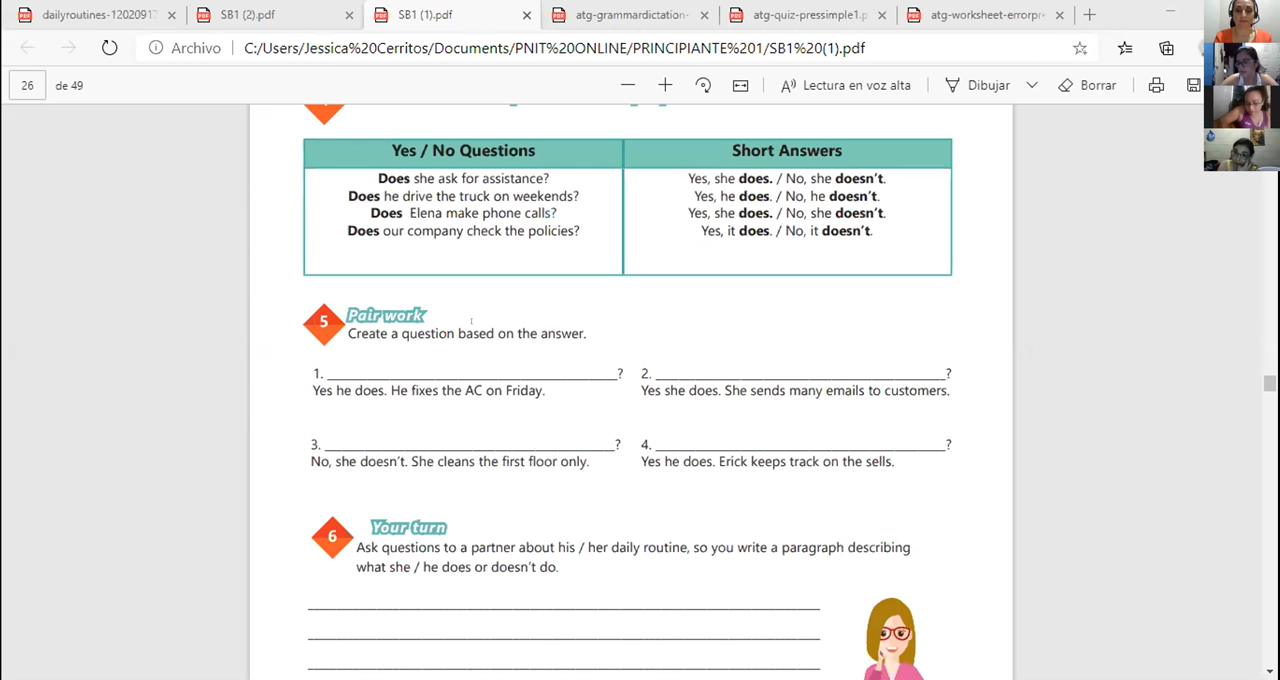 dailyroutines-12020917
SB1 (2).pdf
SB1 (1).pdf
atg-grammardictation-
atg-quiz-pressimple1.p
atg-worksheet-errorpr
Archivo
C:/Users/Jessica%20Cerritos/Documents/PNIT%20ONLINE/PRINCIPIANTE%201/SB1%20(1).pdf
26 de 49
Lectura en voz alta
Dibujar
Borrar
Yes / No Questions
Short Answers
Does she ask for assistance?
Yes, she does. / No, she doesn't.
Does he drive the truck on weekends?
Yes, he does. / No, he doesn't.
Does Elena make phone calls?
Yes, she does. / No, she doesn't.
Does our company check the policies?
Yes, it does. / No, it doesn't.
5 Pair work
Create a question based on the answer.
1. ______________________________?
2. ______________________________?
Yes he does. He fixes the AC on Friday.
Yes she does. She sends many emails to customers.
3. ______________________________?
4. ______________________________?
No, she doesn't. She cleans the first floor only.
Yes he does. Erick keeps track on the sells.
6 Your turn
Ask questions to a partner about his / her daily routine, so you write a paragraph describing
what she / he does or doesn't do.